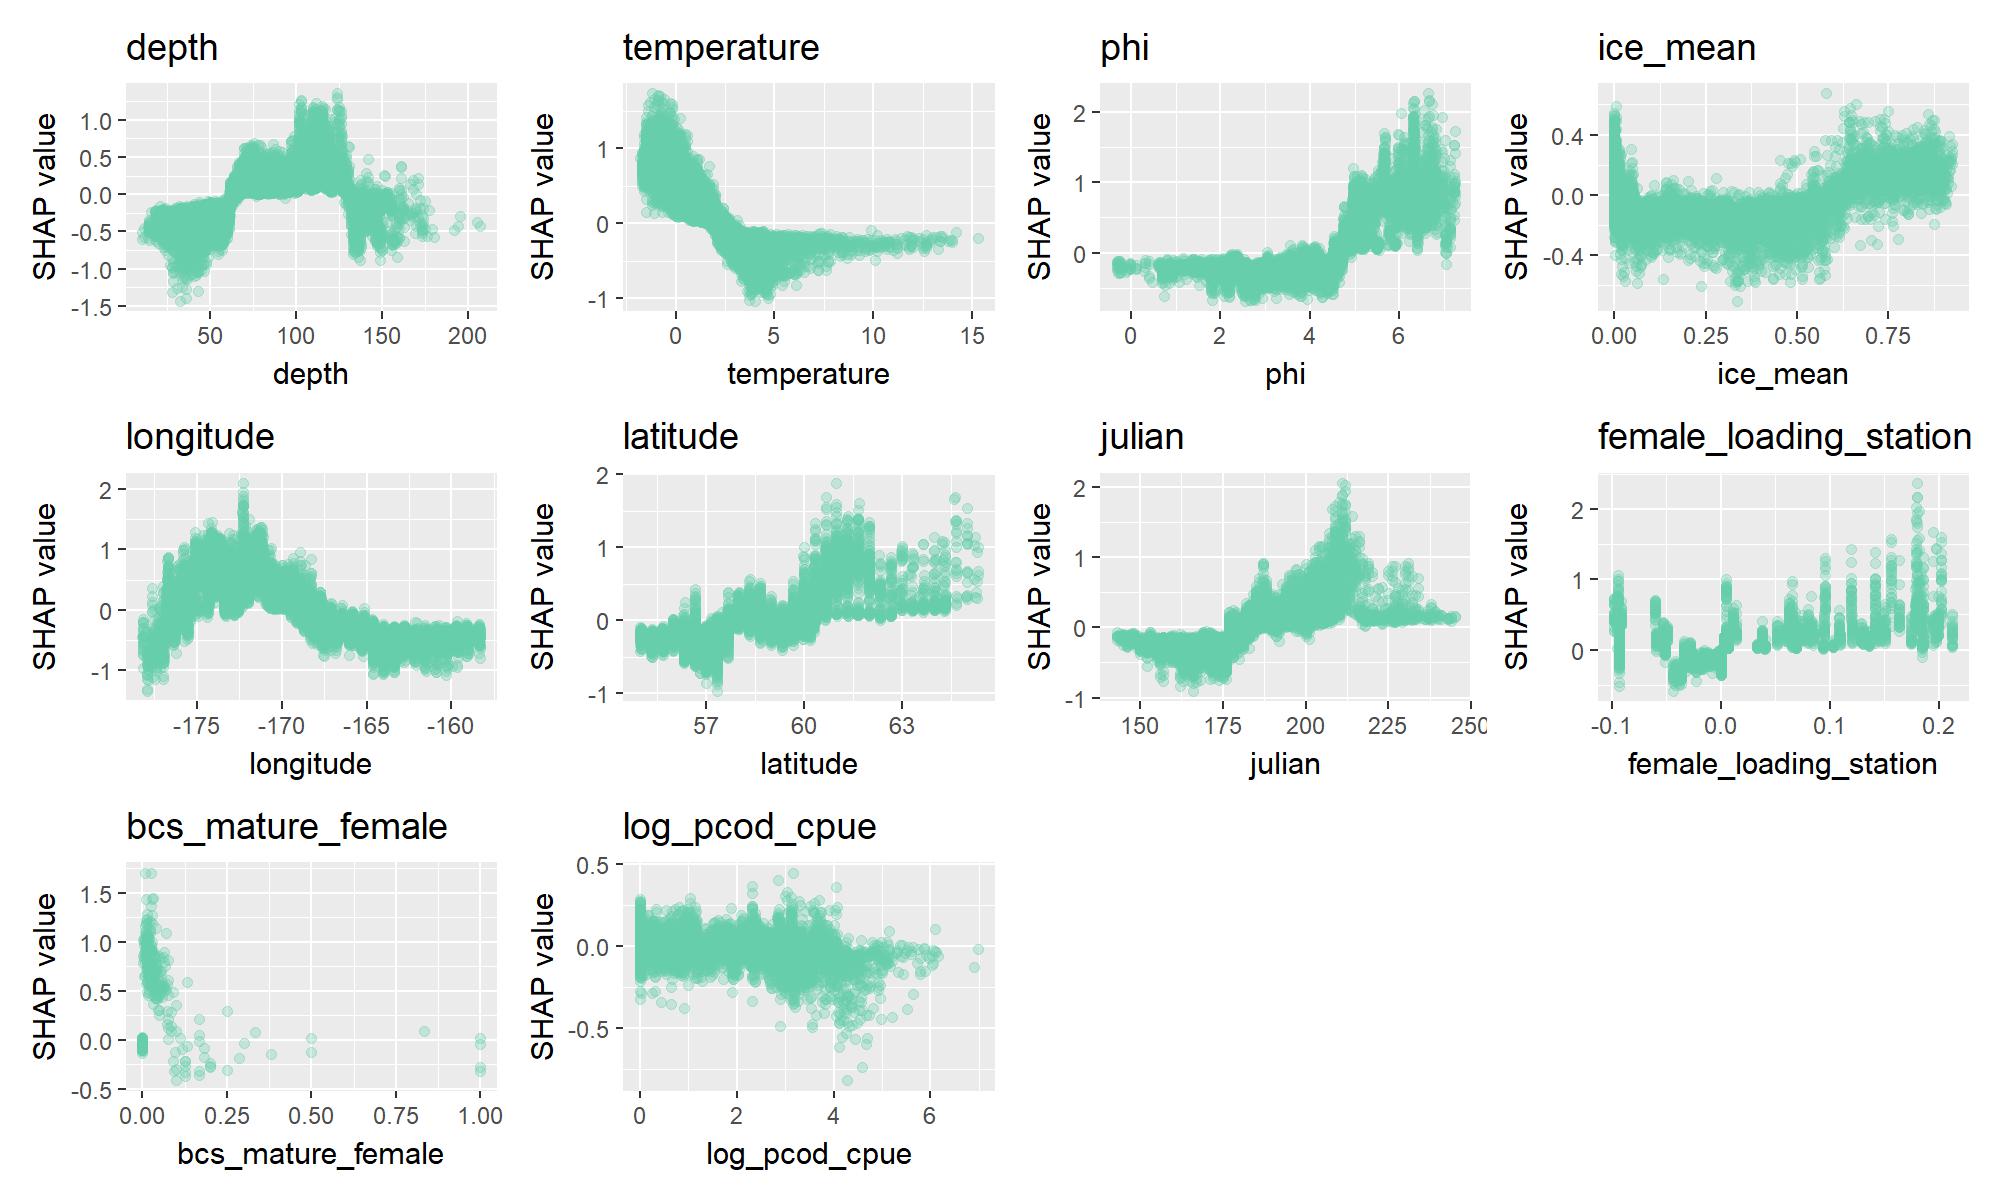 depth
temperature
phi
ice_mean
SHAP value
1.0
0.5
0.0
-0.5
-1.0
-1.5
50
100
150
200
depth
SHAP value
1
0
-1
0
5
10
15
temperature
SHAP value
2
1
0
0
2
4
6
phi
SHAP value
0.4
0.0
-0.4
0.00
0.25
0.50
0.75
ice_mean
longitude
latitude
julian
female_loading_station
SHAP value
2
1
0
-1
-175
-170
-165
-160
longitude
SHAP value
2
1
0
-1
57
60
63
latitude
SHAP value
2
1
0
-1
150
175
200
225
250
julian
SHAP value
2
1
0
-0.1
0.0
0.1
0.2
female_loading_station
bcs_mature_female
log_pcod_cpue
SHAP value
1.5
1.0
0.5
0.0
-0.5
0.00
0.25
0.50
0.75
1.00
bcs_mature_female
SHAP value
0.5
0.0
-0.5
0
2
4
6
log_pcod_cpue